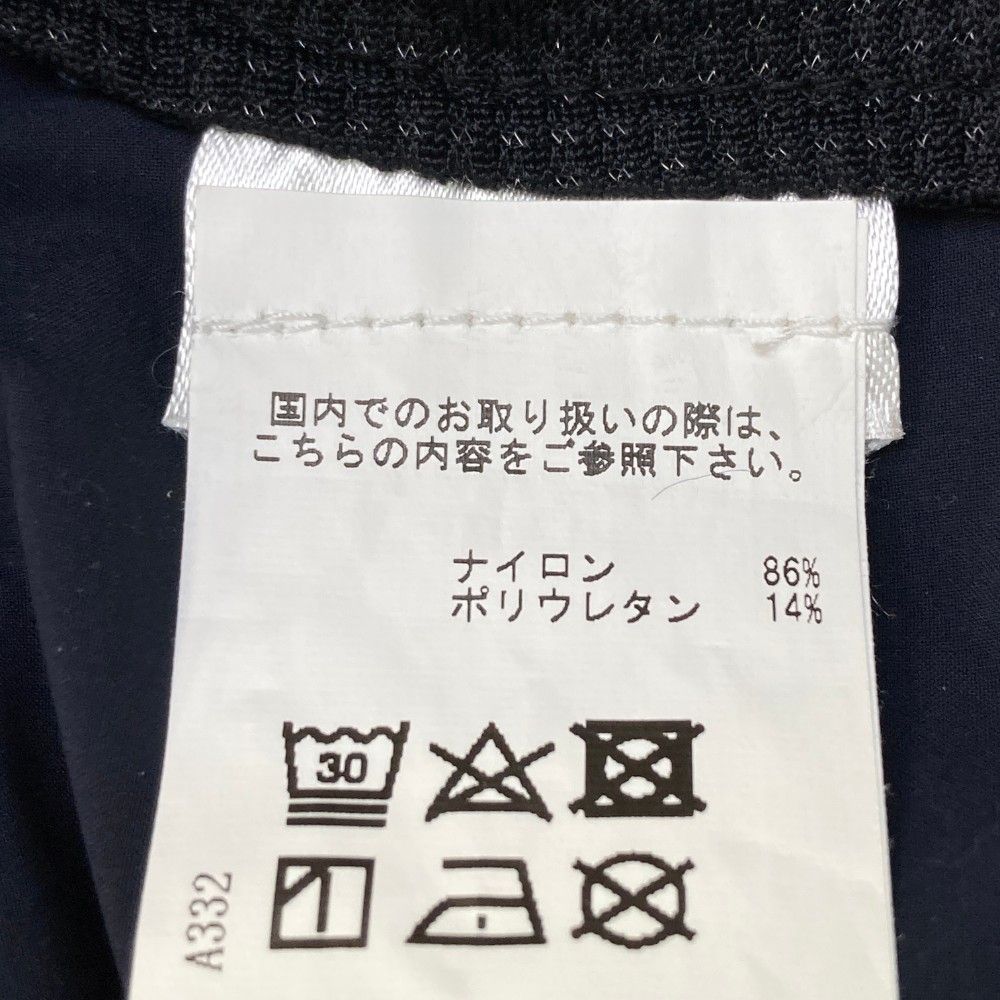 国内でのお取り扱いの際は、
こちらの内容をご参照下さい。
ナイロン 86%
ポリウレタン 14%
30
A332